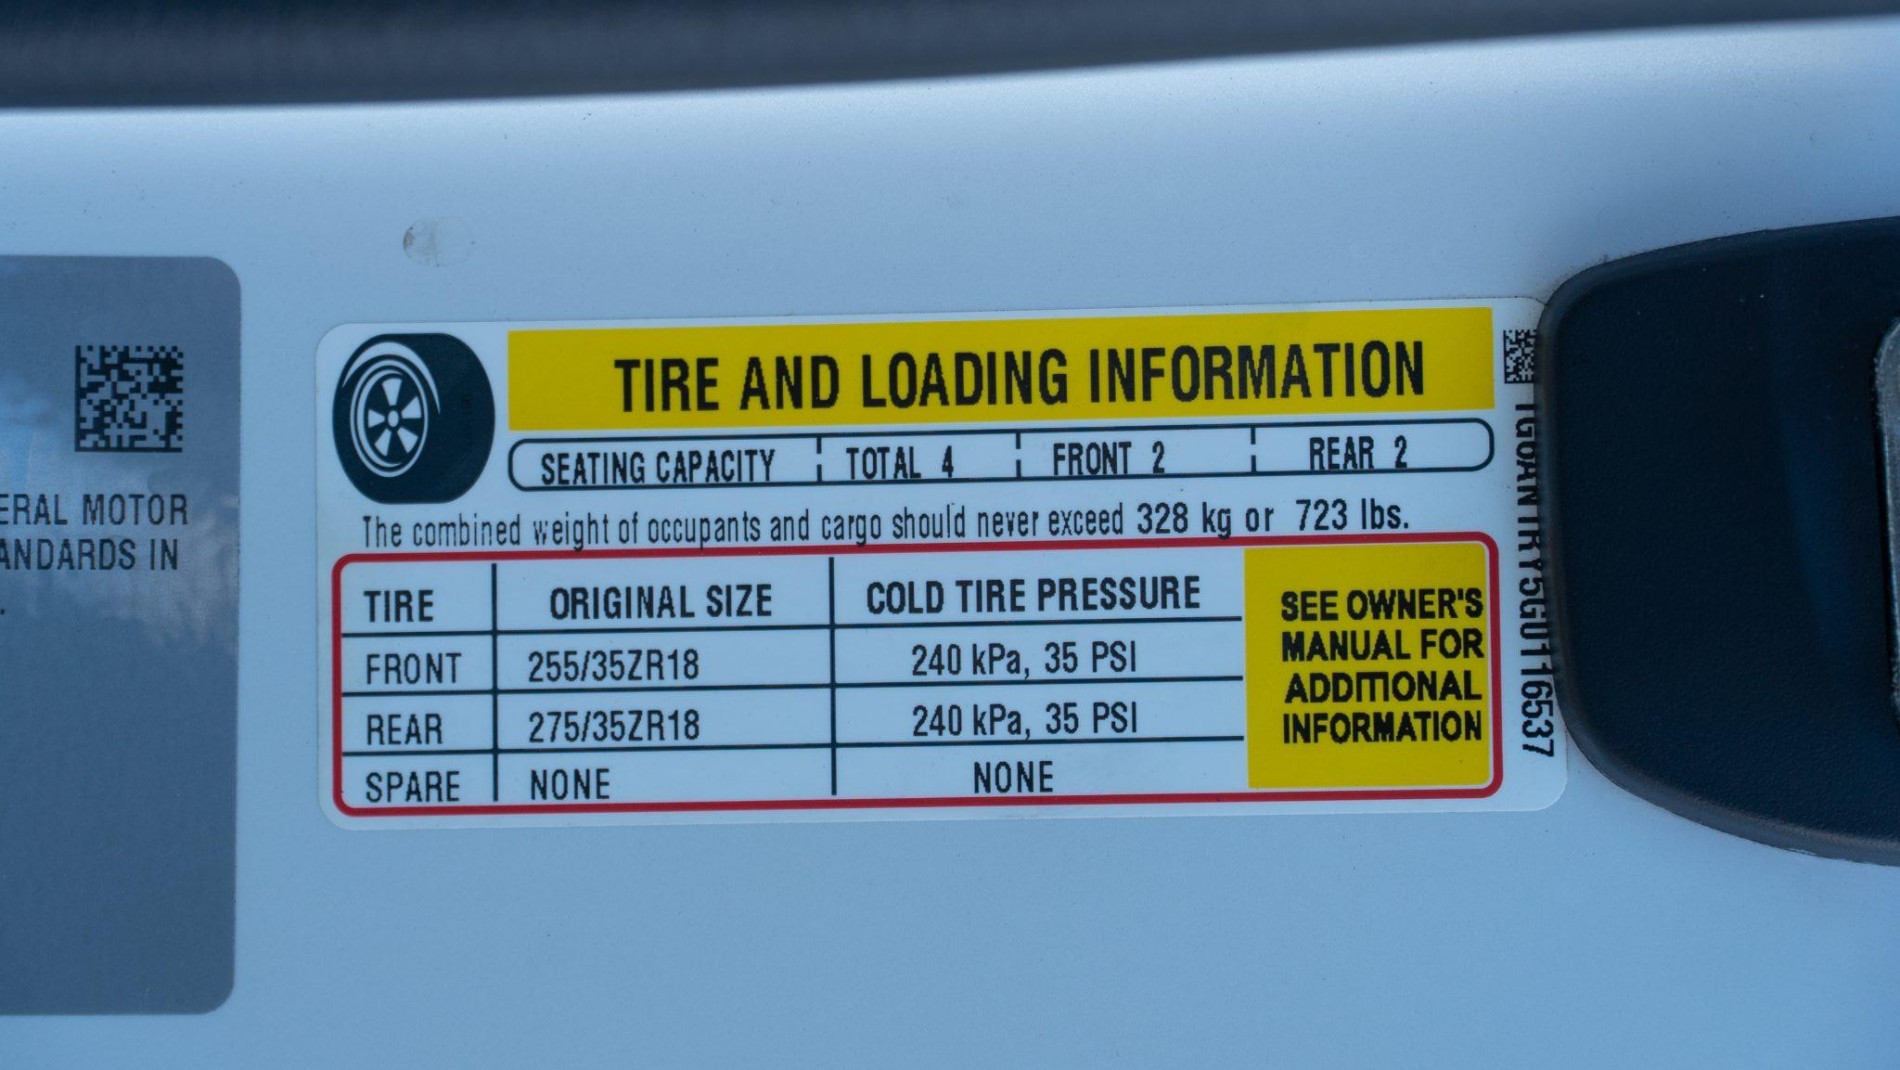 ERAL MOTOR
ANDARDS IN
TIRE AND LOADING INFORMATION
SEATING CAPACITY TOTAL 4 FRONT 2 REAR 2
The combined weight of occupants and cargo should never exceed 328 kg or 723 lbs.
TIRE ORIGINAL SIZE COLD TIRE PRESSURE
FRONT 255/35ZR18 240 kPa, 35 PSI
REAR 275/35ZR18 240 kPa, 35 PSI
SPARE NONE NONE
SEE OWNER'S
MANUAL FOR
ADDITIONAL
INFORMATION